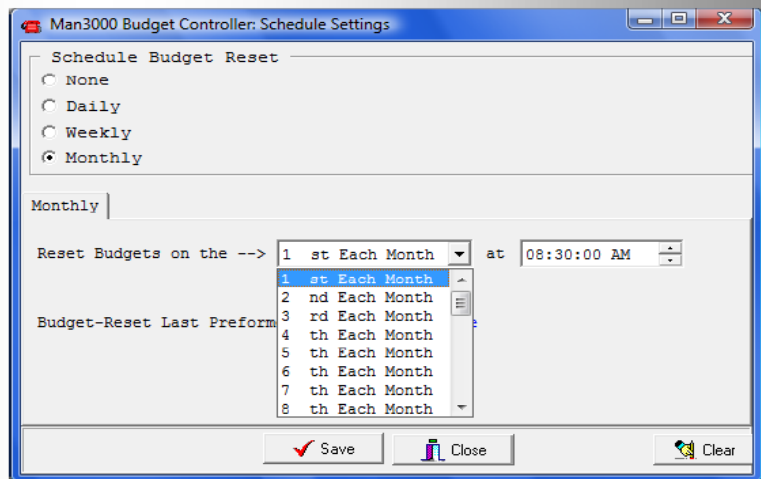 Man3000 Budget Controller: Schedule Settings
Schedule Budget Reset
None
Daily
Weekly
Monthly
Monthly
Reset Budgets on the --> 1 st Each Month at 08:30:00 AM
1 st Each Month
2 nd Each Month
3 rd Each Month
Budget-Reset Last Preform
4 th Each Month
5 th Each Month
6 th Each Month
7 th Each Month
8 th Each Month
Save Close Clear